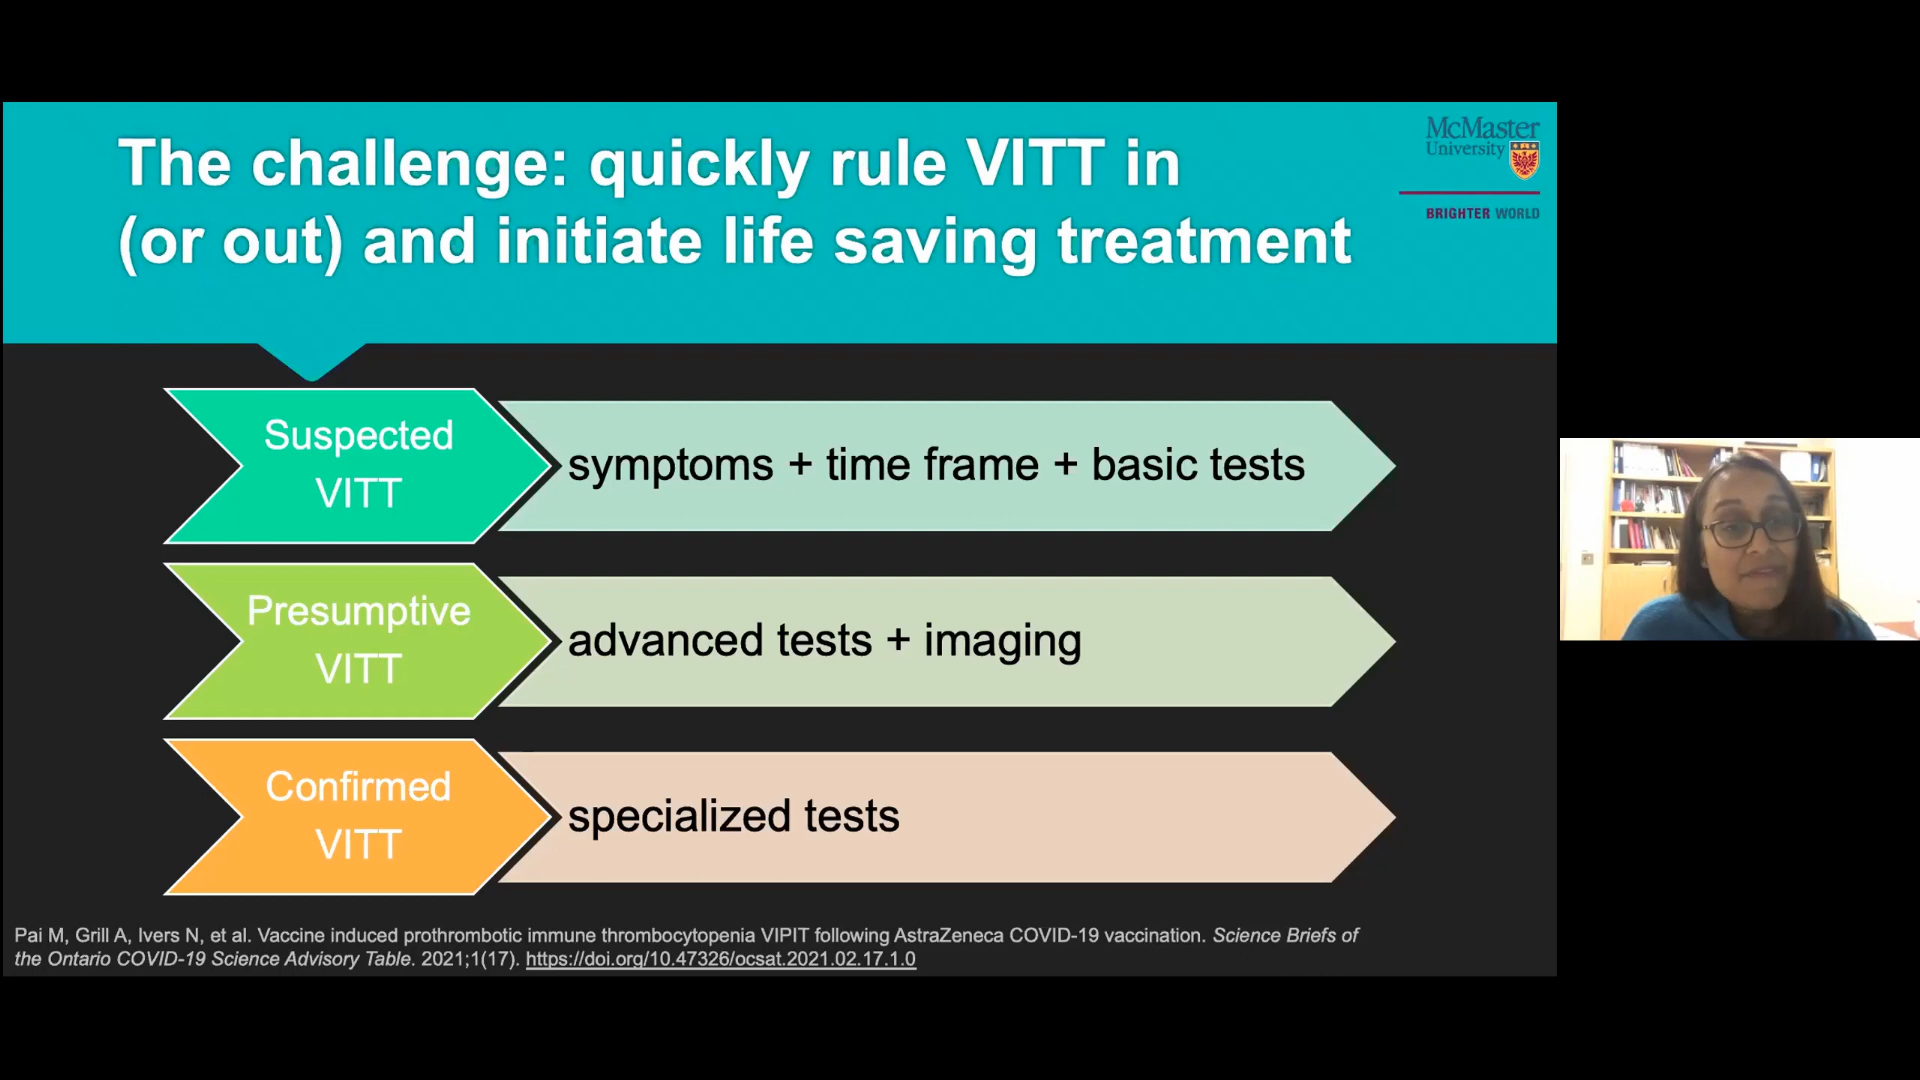 The challenge: quickly rule VITT in
(or out) and initiate life saving treatment
McMaster
University
BRIGHTER WORLD
Suspected
VITT
symptoms + time frame + basic tests
Presumptive
VITT
advanced tests + imaging
Confirmed
VITT
specialized tests
Pai M, Grill A, Ivers N, et al. Vaccine induced prothrombotic immune thrombocytopenia VIPIT following AstraZeneca COVID-19 vaccination. Science Briefs of
the Ontario COVID-19 Science Advisory Table. 2021;1(17). https://doi.org/10.47326/ocsat.2021.02.17.1.0